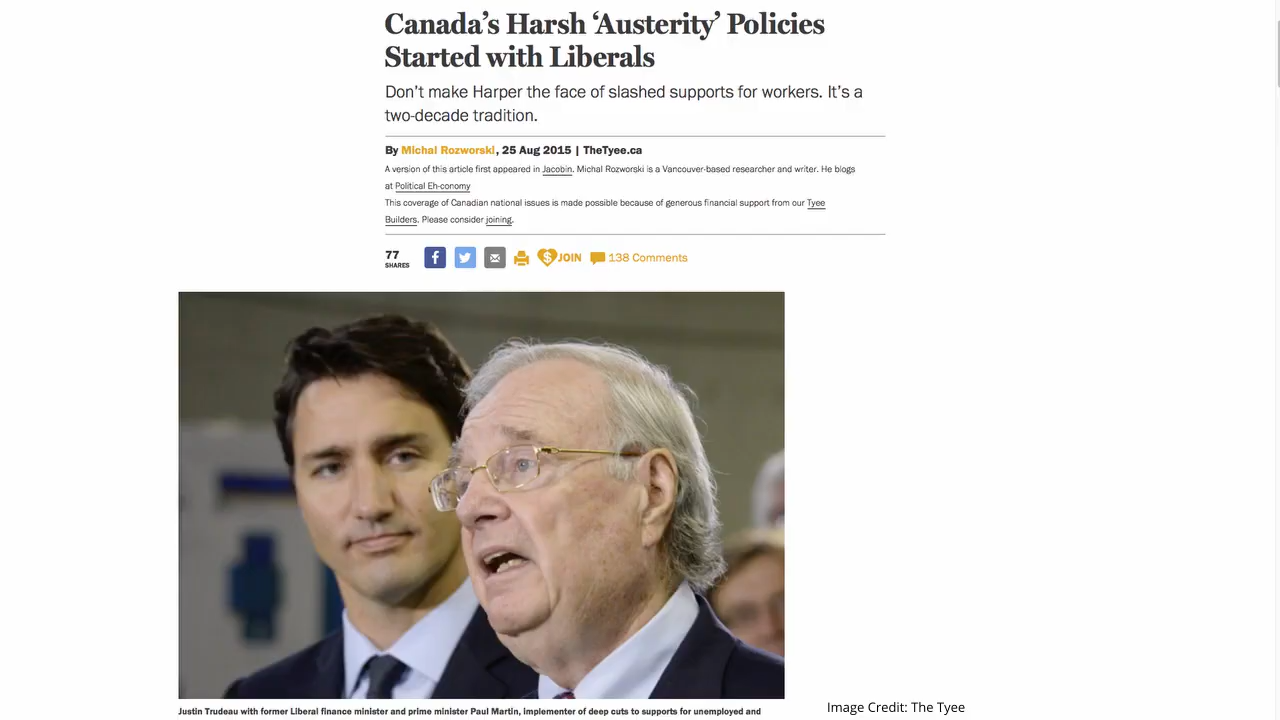 Canada's Harsh 'Austerity' Policies
Started with Liberals
Don't make Harper the face of slashed supports for workers. It's a
two-decade tradition.
By Michal Rozworski, 25 Aug 2015 | TheTyee.ca
A version of this article first appeared in Jacobin. Michal Rozworski is a Vancouver-based researcher and writer. He blogs
at Political Eh-conomy
This coverage of Canadian national issues is made possible because of generous financial support from our Tyee
Builders. Please consider joining.
77
SHARES
JOIN
138 Comments
Justin Trudeau with former Liberal finance minister and prime minister Paul Martin, implementer of deep cuts to supports for unemployed and
Image Credit: The Tyee